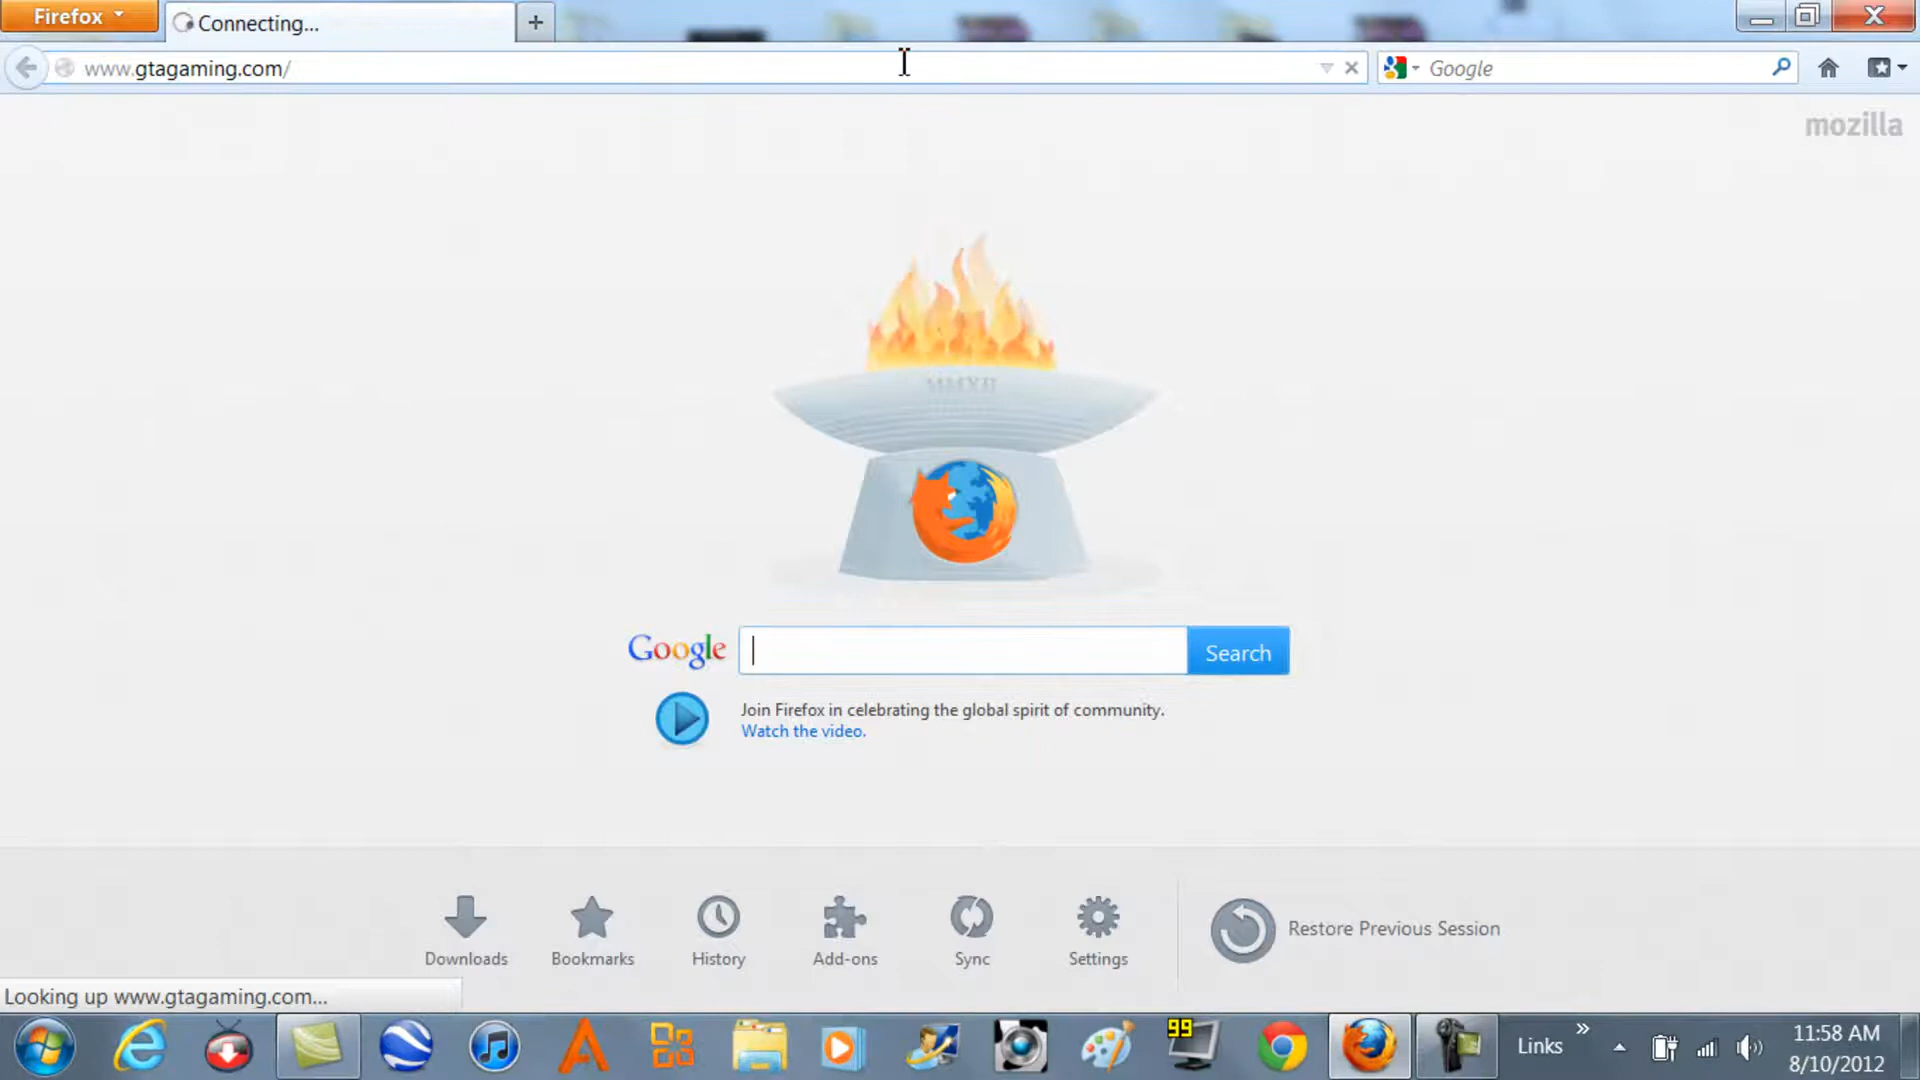 Firefox
Connecting...
www.gtagaming.com/
Google
mozilla
MMXII
Google
Search
Join Firefox in celebrating the global spirit of community.
Watch the video.
Downloads
Bookmarks
History
Add-ons
Sync
Settings
Restore Previous Session
Looking up www.gtagaming.com...
99
Links
11:58 AM
8/10/2012